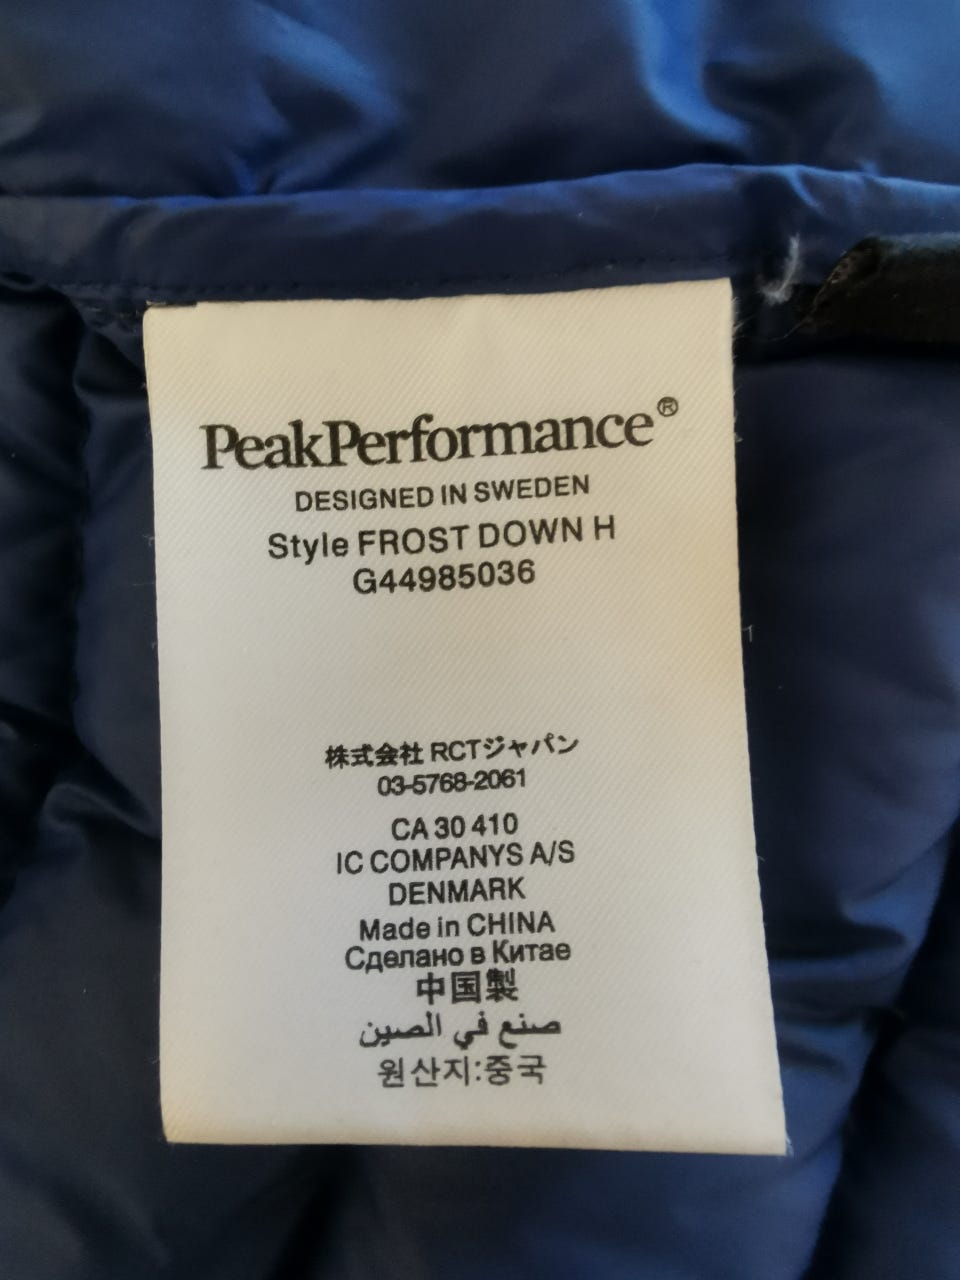 PeakPerformance®
DESIGNED IN SWEDEN
Style FROST DOWN H
G44985036
株式会社 RCTジャパン
03-5768-2061
CA 30 410
IC COMPANYS A/S
DENMARK
Made in CHINA
Сделано в Китае
中国製
صنع في الصين
원산지:중국